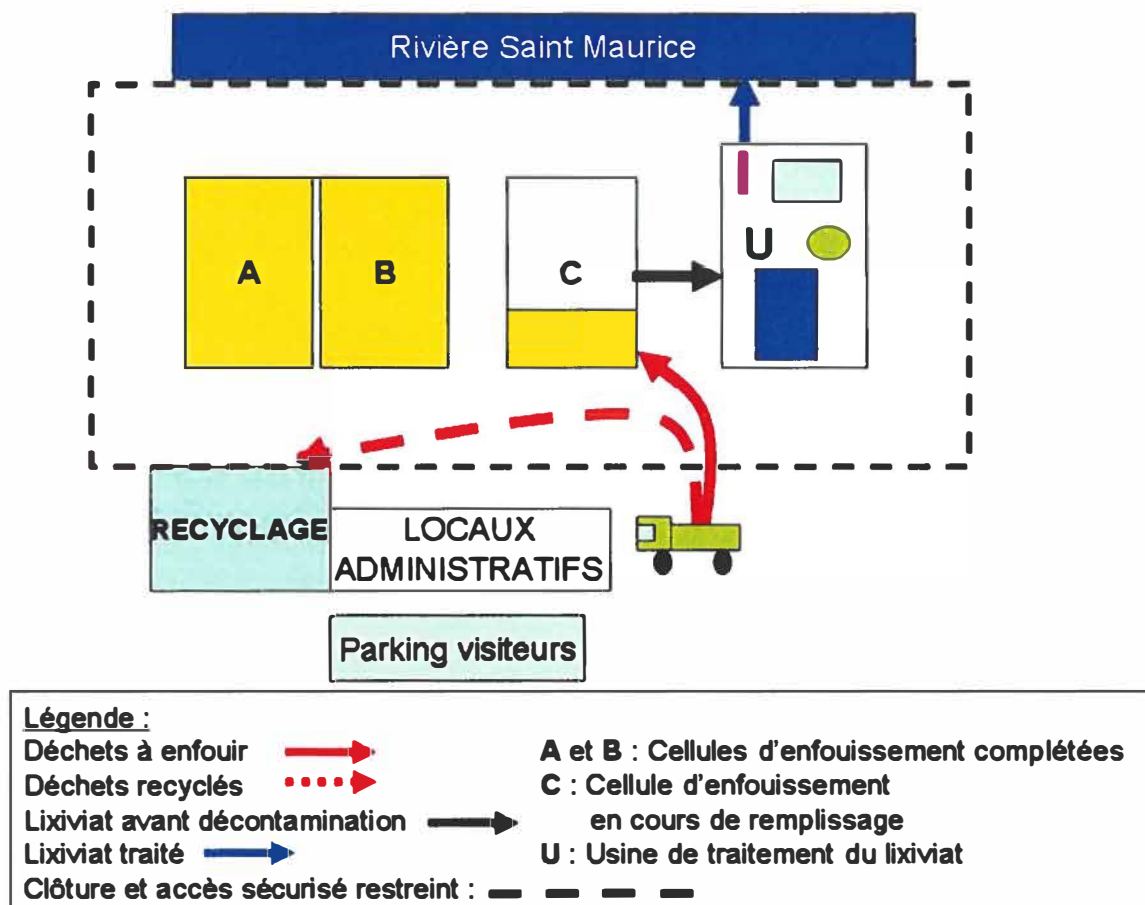 Rivière Saint Maurice
A
B
C
U
RECYCLAGE
LOCAUX
ADMINISTRATIFS
Parking visiteurs
Légende :
Déchets à enfouir
Déchets recyclés
Lixiviat avant décontamination
Lixiviat traité
Clôture et accès sécurisé restreint :
A et B : Cellules d'enfouissement complétées
C : Cellule d'enfouissement
en cours de remplissage
U : Usine de traitement du lixiviat